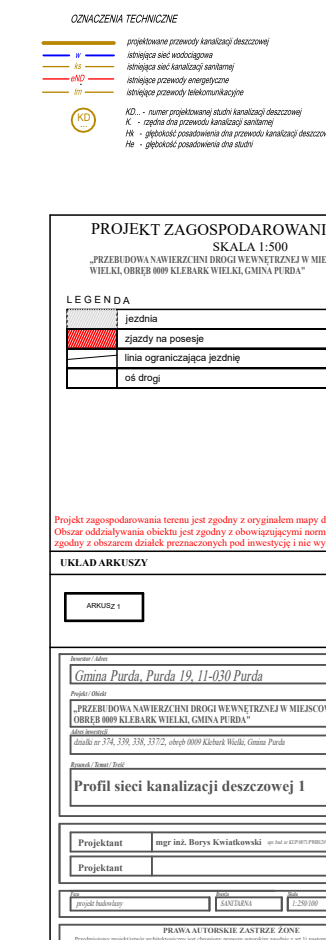 OZNACZENIA TECHNICZNE
projektowane przewody kanalizacji deszczowej
w istniejąca sieć wodociągowa
ks istniejąca sieć kanalizacji sanitarnej
eND istniejące przewody energetyczne
tm istniejące przewody telekomunikacyjne
KD
KD... - numer projektowanej studni kanalizacji deszczowej
K. - rzędna dna przewodu kanalizacji sanitarnej
Hk - głębokość posadowienia dna przewodu kanalizacji deszczow
He - głębokość posadowienia dna studni
PROJEKT ZAGOSPODAROWANI
SKALA 1:500
„PRZEBUDOWA NAWIERZCHNI DROGI WEWNĘTRZNEJ W MIE
WIELKI, OBRĘB 0009 KLEBARK WIELKI, GMINA PURDA”
LEGENDA
jezdnia
zjazdy na posesje
linia ograniczająca jezdnię
oś drogi
Projekt zagospodarowania terenu jest zgodny z oryginałem mapy d
Obszar oddziaływania obiektu jest zgodny z obowiązującymi norm
zgodny z obszarem działek preznaczonych pod inwestycję i nie wy
UKŁAD ARKUSZY
ARKUSZ 1
Inwestor / Adres
Gmina Purda, Purda 19, 11-030 Purda
Projekt / Obiekt
„PRZEBUDOWA NAWIERZCHNI DROGI WEWNĘTRZNEJ W MIEJSCOW
OBRĘB 0009 KLEBARK WIELKI, GMINA PURDA"
Adres inwestycji
działki nr 374, 339, 338, 337/2, obręb 0009 Klebark Wielki, Gmina Purda
Rysunek / Temat / Treść
Profil sieci kanalizacji deszczowej 1
Projektant mgr inż. Borys Kwiatkowski
Projektant
Faza Branża Skala
projekt budowlany SANITARNA 1:250/100
PRAWA AUTORSKIE ZASTRZE ŻONE